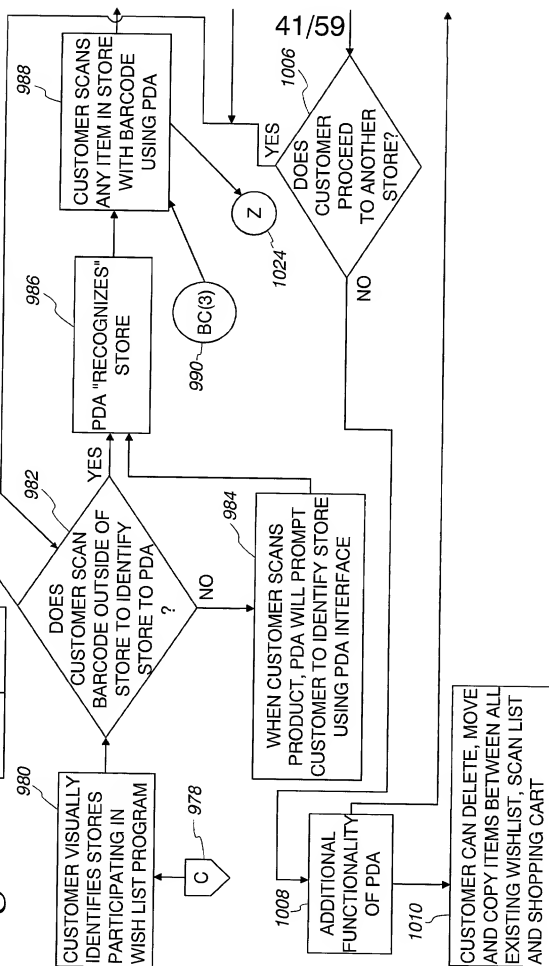 41/59
980
CUSTOMER VISUALLY
IDENTIFIES STORES
PARTICIPATING IN
WISH LIST PROGRAM
C
978
982
DOES
CUSTOMER SCAN
BARCODE OUTSIDE OF
STORE TO IDENTIFY
STORE TO PDA
?
YES
NO
984
WHEN CUSTOMER SCANS
PRODUCT, PDA WILL PROMPT
CUSTOMER TO IDENTIFY STORE
USING PDA INTERFACE
986
PDA "RECOGNIZES"
STORE
988
CUSTOMER SCANS
ANY ITEM IN STORE
WITH BARCODE
USING PDA
BC(3)
990
Z
1024
1006
DOES
CUSTOMER
PROCEED
TO ANOTHER
STORE?
YES
NO
1008
ADDITIONAL
FUNCTIONALITY
OF PDA
1010
CUSTOMER CAN DELETE, MOVE
AND COPY ITEMS BETWEEN ALL
EXISTING WISHLIST, SCAN LIST
AND SHOPPING CART